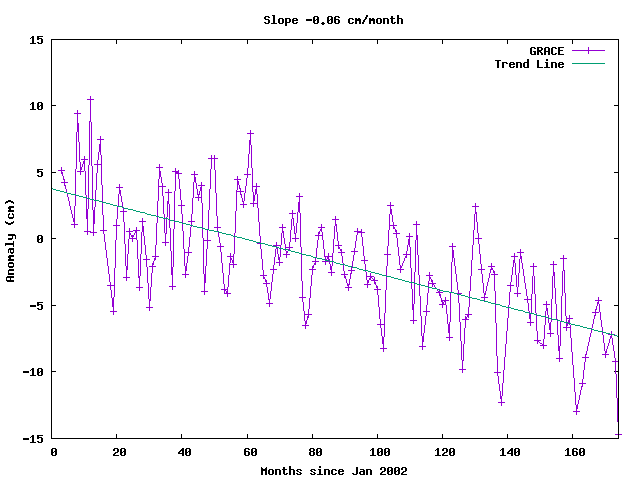 Slope -0.06 cm/month
15
GRACE
Trend Line
10
5
0
-5
-10
-15
Anomaly (cm)
0 20 40 60 80 100 120 140 160
Months since Jan 2002